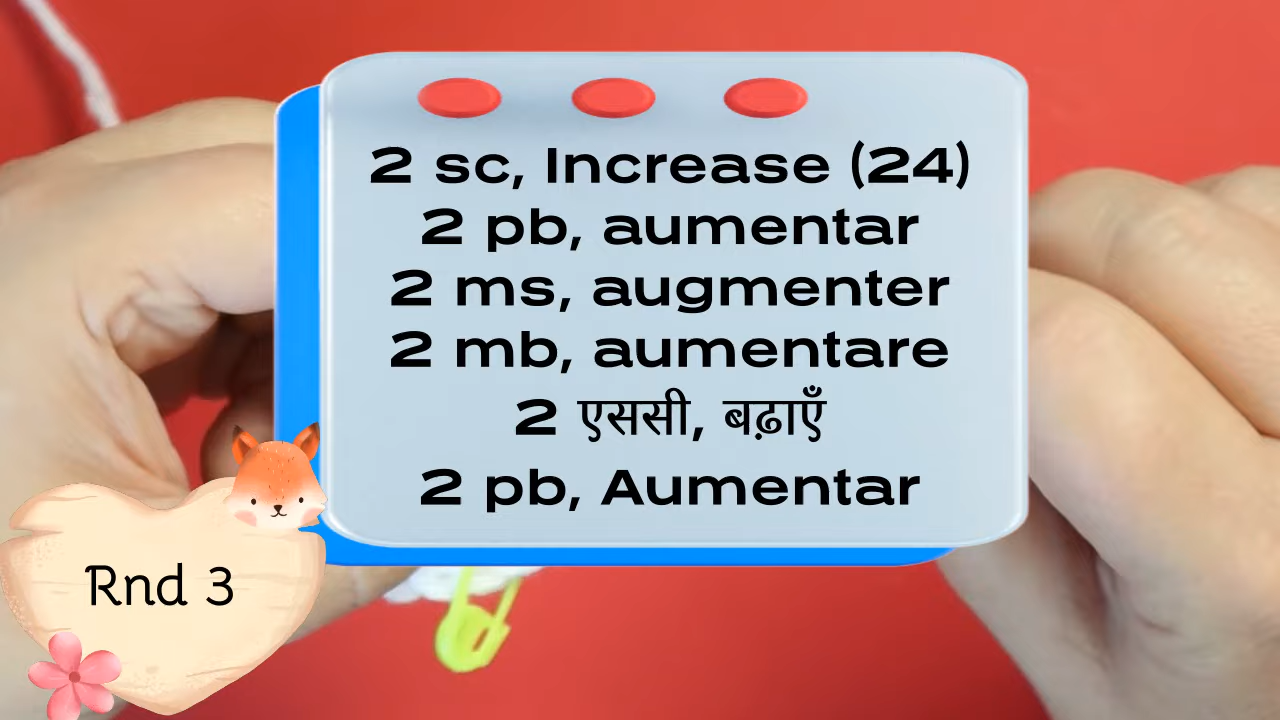 2 sc, Increase (24)
2 pb, aumentar
2 ms, augmenter
2 mb, aumentare
2 एससी, बढ़ाएँ
2 pb, Aumentar
Rnd 3